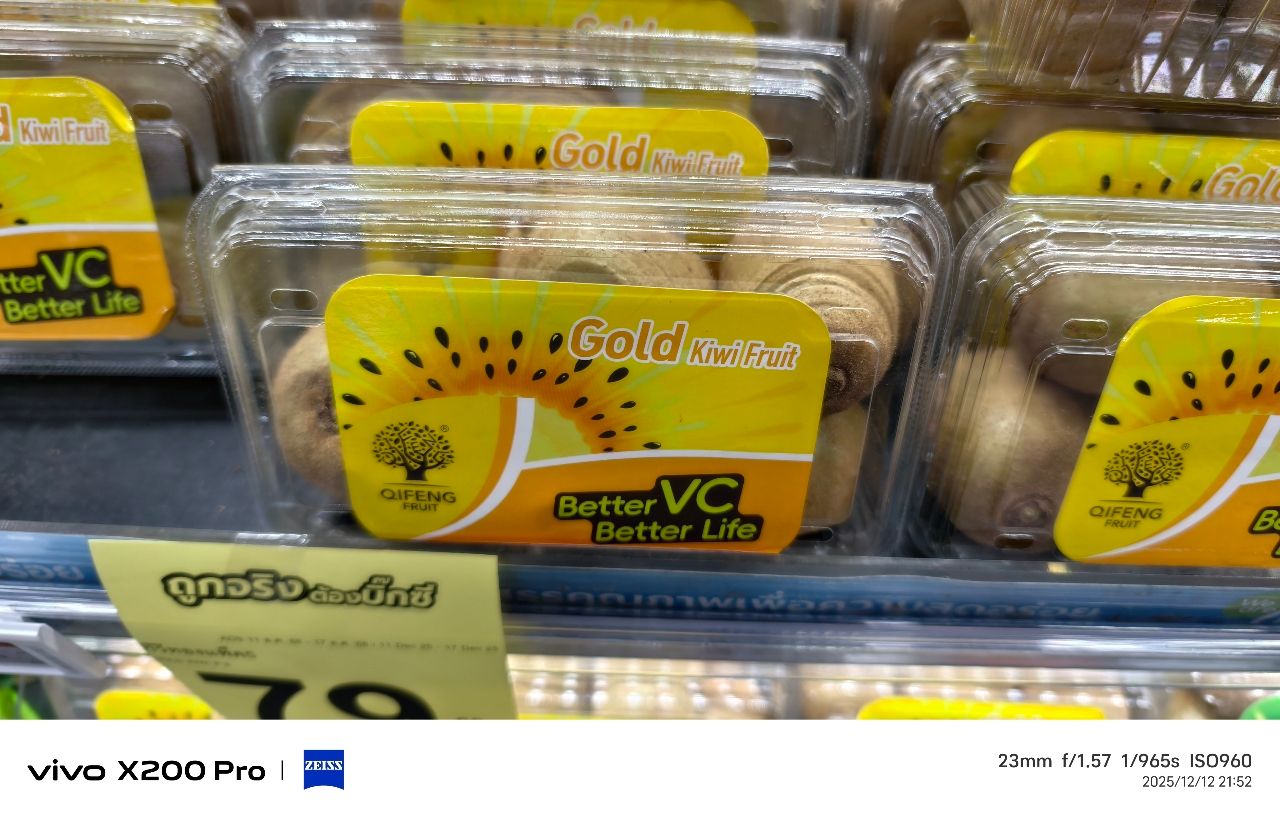 Gold
Gold Kiwi Fruit
d Kiwi Fruit
Gold
tter VC
Better Life
Gold Kiwi Fruit
QIFENG
FRUIT
Better VC
Better Life
QIFENG
FRUIT
ถูกจริง ต้องบิ๊กซี
79
vivo X200 Pro | ZEISS
23mm f/1.57 1/965s ISO960
2025/12/12 21:52